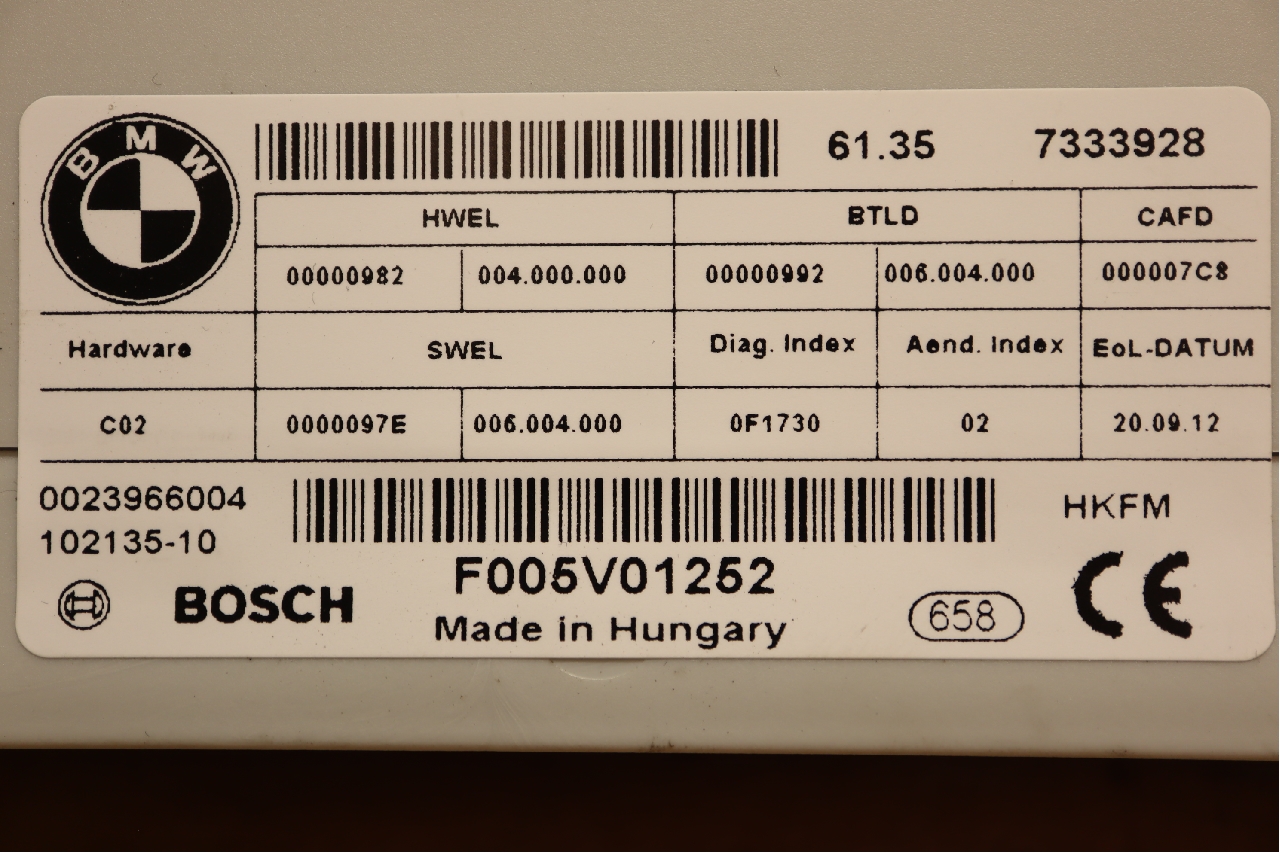 BMW
61.35 7333928
HWEL BTLD CAFD
00000982 004.000.000 00000992 006.004.000 000007C8
Hardware SWEL Diag. Index Aend. Index EoL-DATUM
C02 0000097E 006.004.000 0F1730 02 20.09.12
0023966004 HKFM
102135-10
BOSCH F005V01252
Made in Hungary 658 CE